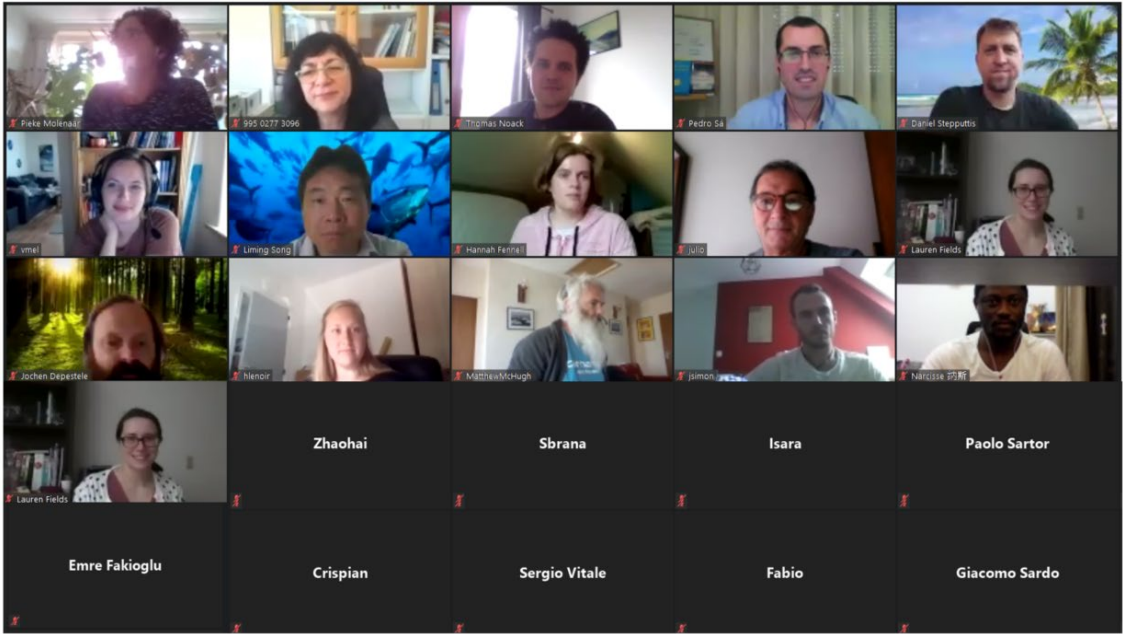 Pieke Molenaar
995 0277 3096
Thomas Noack
Pedro Sá
Daniel Stepputtis
vmel
Liming Song
Hannah Fennell
julio
Lauren Fields
Jochen Depestele
hlenoir
MatthewMcHugh
jsimon
Narcisse
Lauren Fields
Zhaohai
Sbrana
Isara
Paolo Sartor
Emre Fakioglu
Crispian
Sergio Vitale
Fabio
Giacomo Sardo